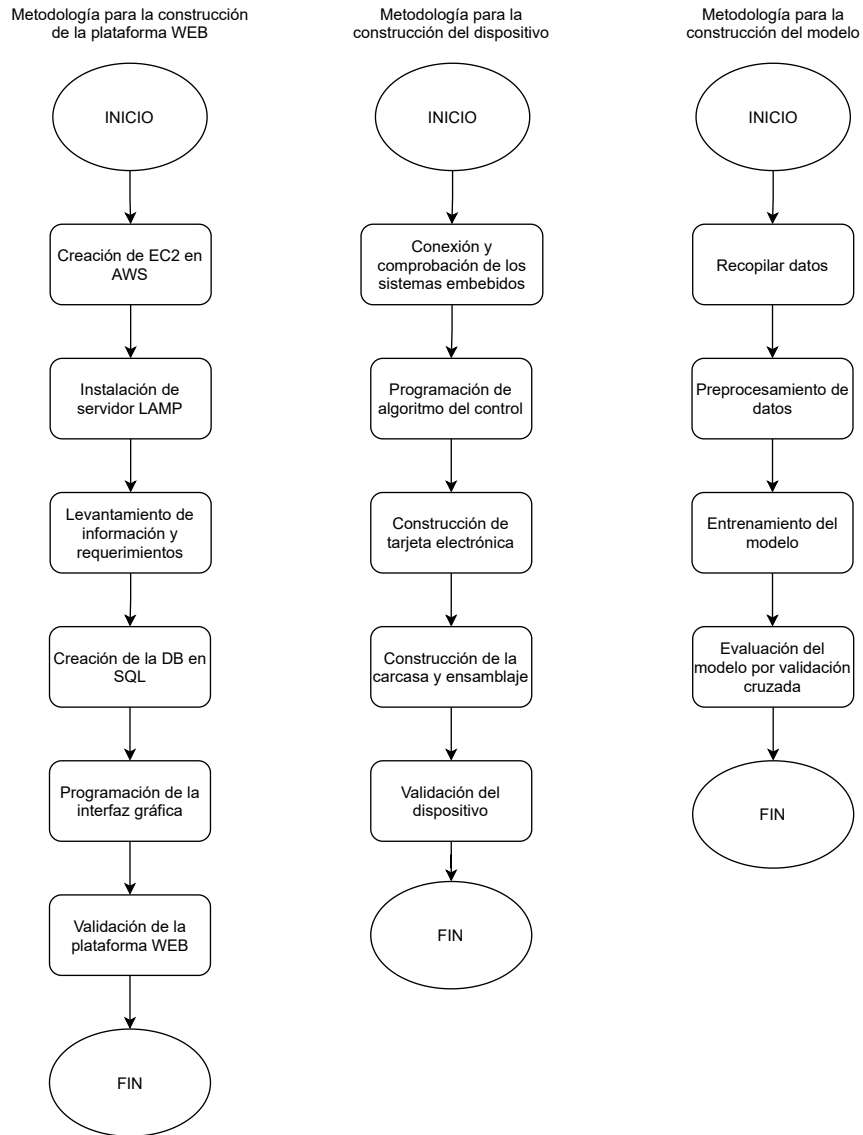 Metodología para la construcción
de la plataforma WEB
INICIO
Creación de EC2 en
AWS
Instalación de
servidor LAMP
Levantamiento de
información y
requerimientos
Creación de la DB en
SQL
Programación de la
interfaz gráfica
Validación de la
plataforma WEB
FIN
Metodología para la
construcción del dispositivo
INICIO
Conexión y
comprobación de los
sistemas embebidos
Programación de
algoritmo del control
Construcción de
tarjeta electrónica
Construcción de la
carcasa y ensamblaje
Validación del
dispositivo
FIN
Metodología para la
construcción del modelo
INICIO
Recopilar datos
Preprocesamiento de
datos
Entrenamiento del
modelo
Evaluación del
modelo por validación
cruzada
FIN